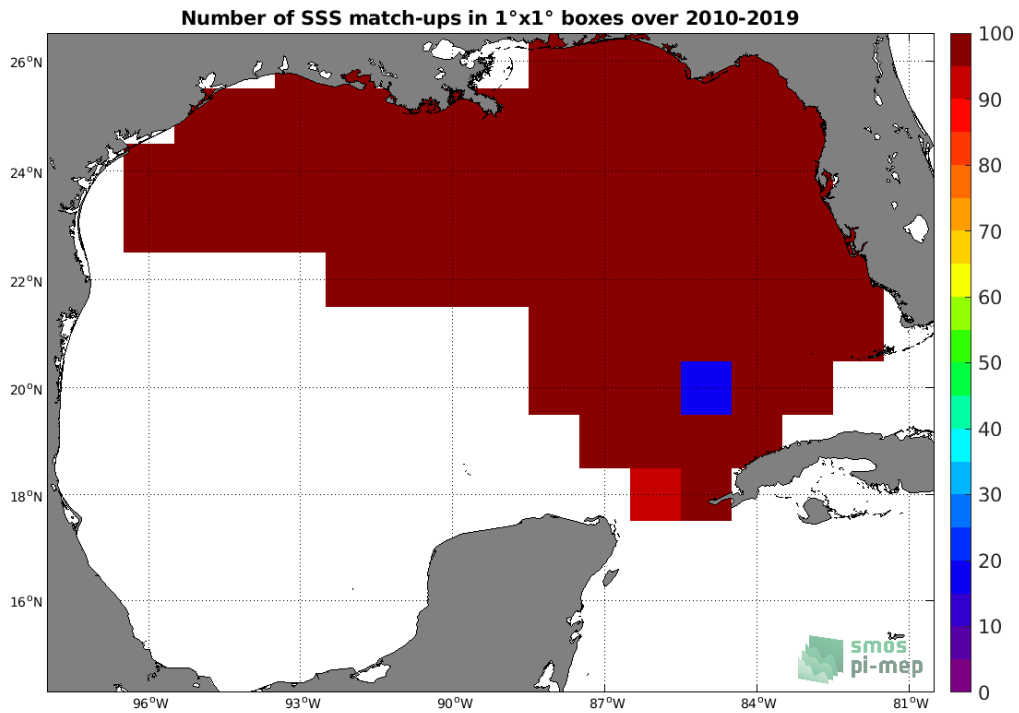 Number of SSS match-ups in 1°x1° boxes over 2010-2019
26°N
24°N
22°N
20°N
18°N
16°N
96°W
93°W
90°W
87°W
84°W
81°W
100
90
80
70
60
50
40
30
20
10
0
smos
pi-mep